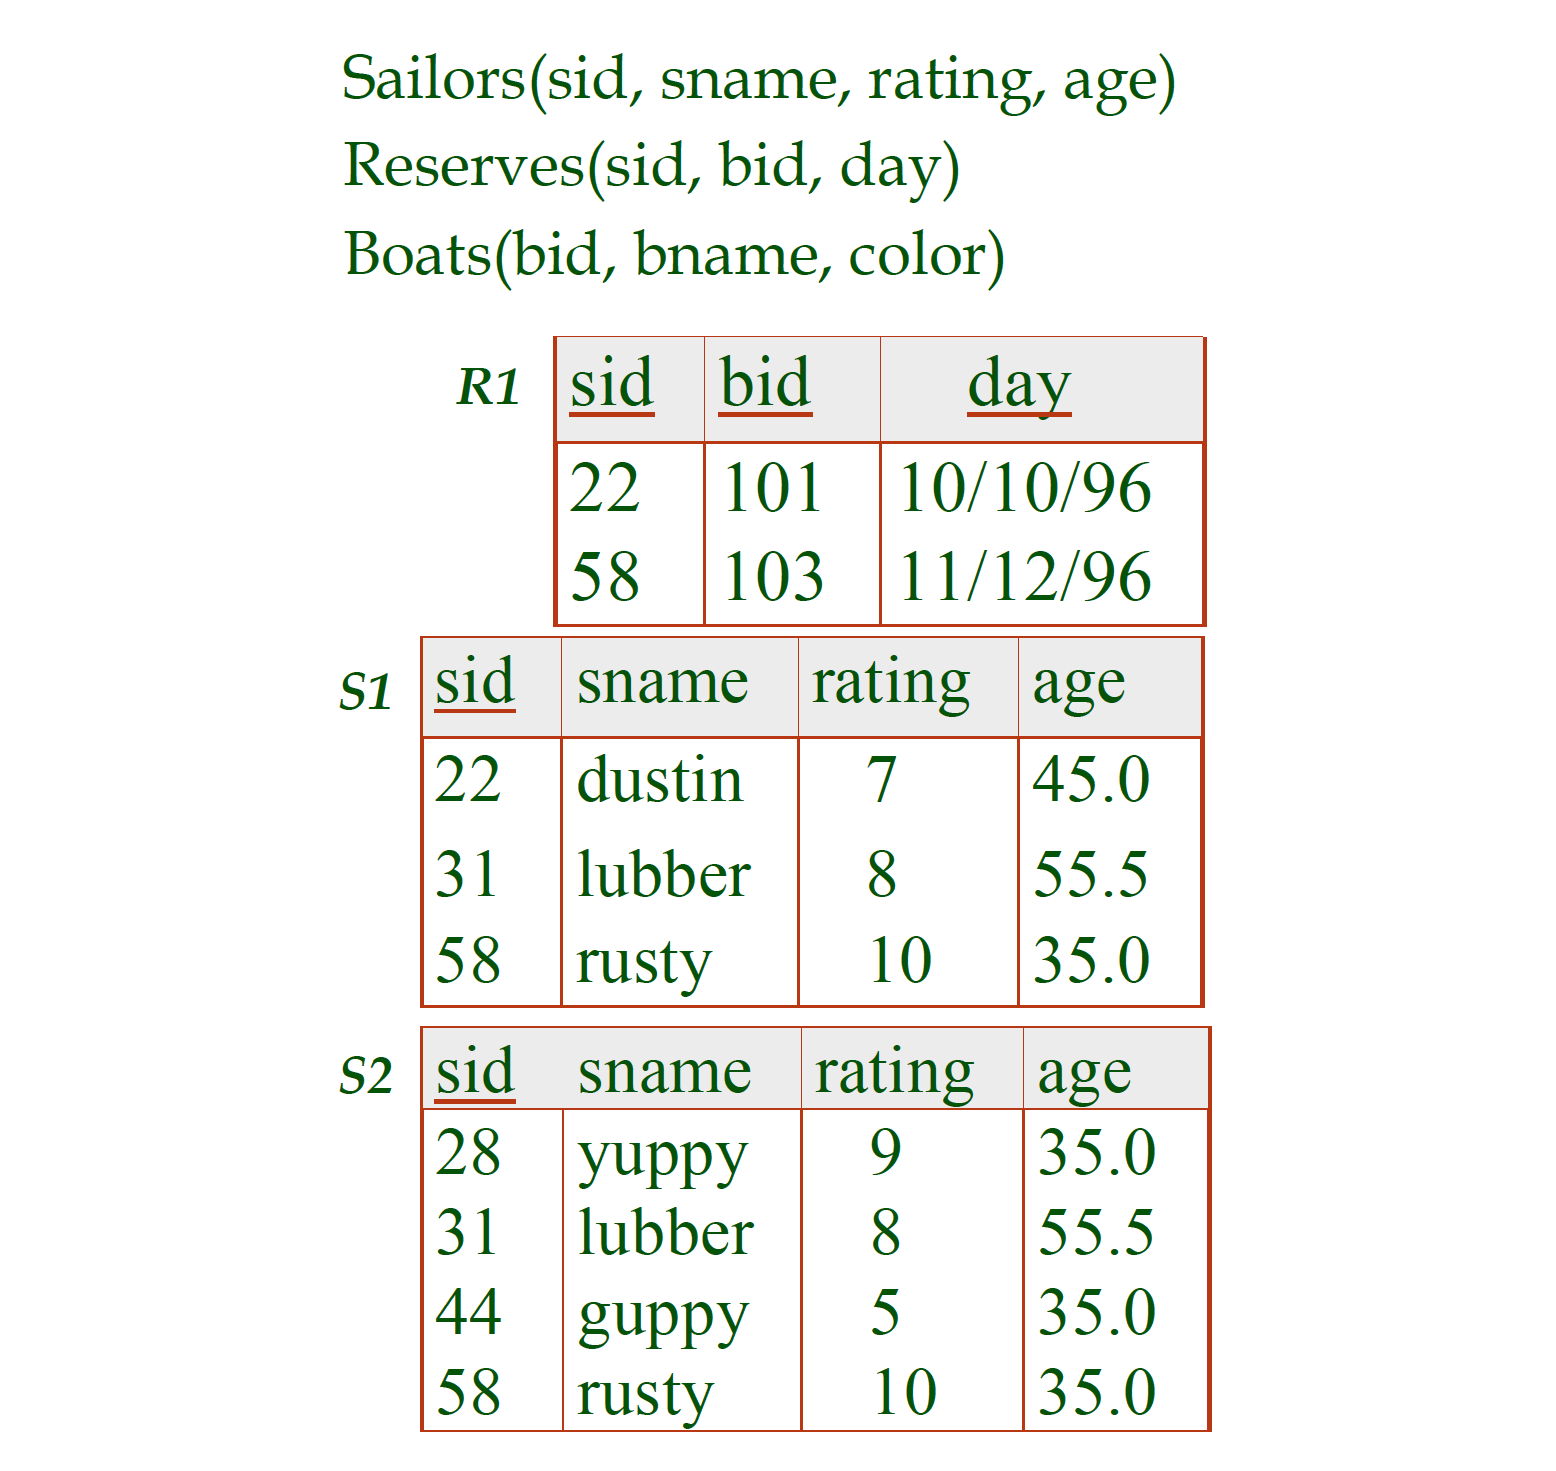 Sailors(sid, sname, rating, age)
Reserves(sid, bid, day)
Boats(bid, bname, color)
R1 sid bid day
22 101 10/10/96
58 103 11/12/96
S1 sid sname rating age
22 dustin 7 45.0
31 lubber 8 55.5
58 rusty 10 35.0
S2 sid sname rating age
28 yuppy 9 35.0
31 lubber 8 55.5
44 guppy 5 35.0
58 rusty 10 35.0